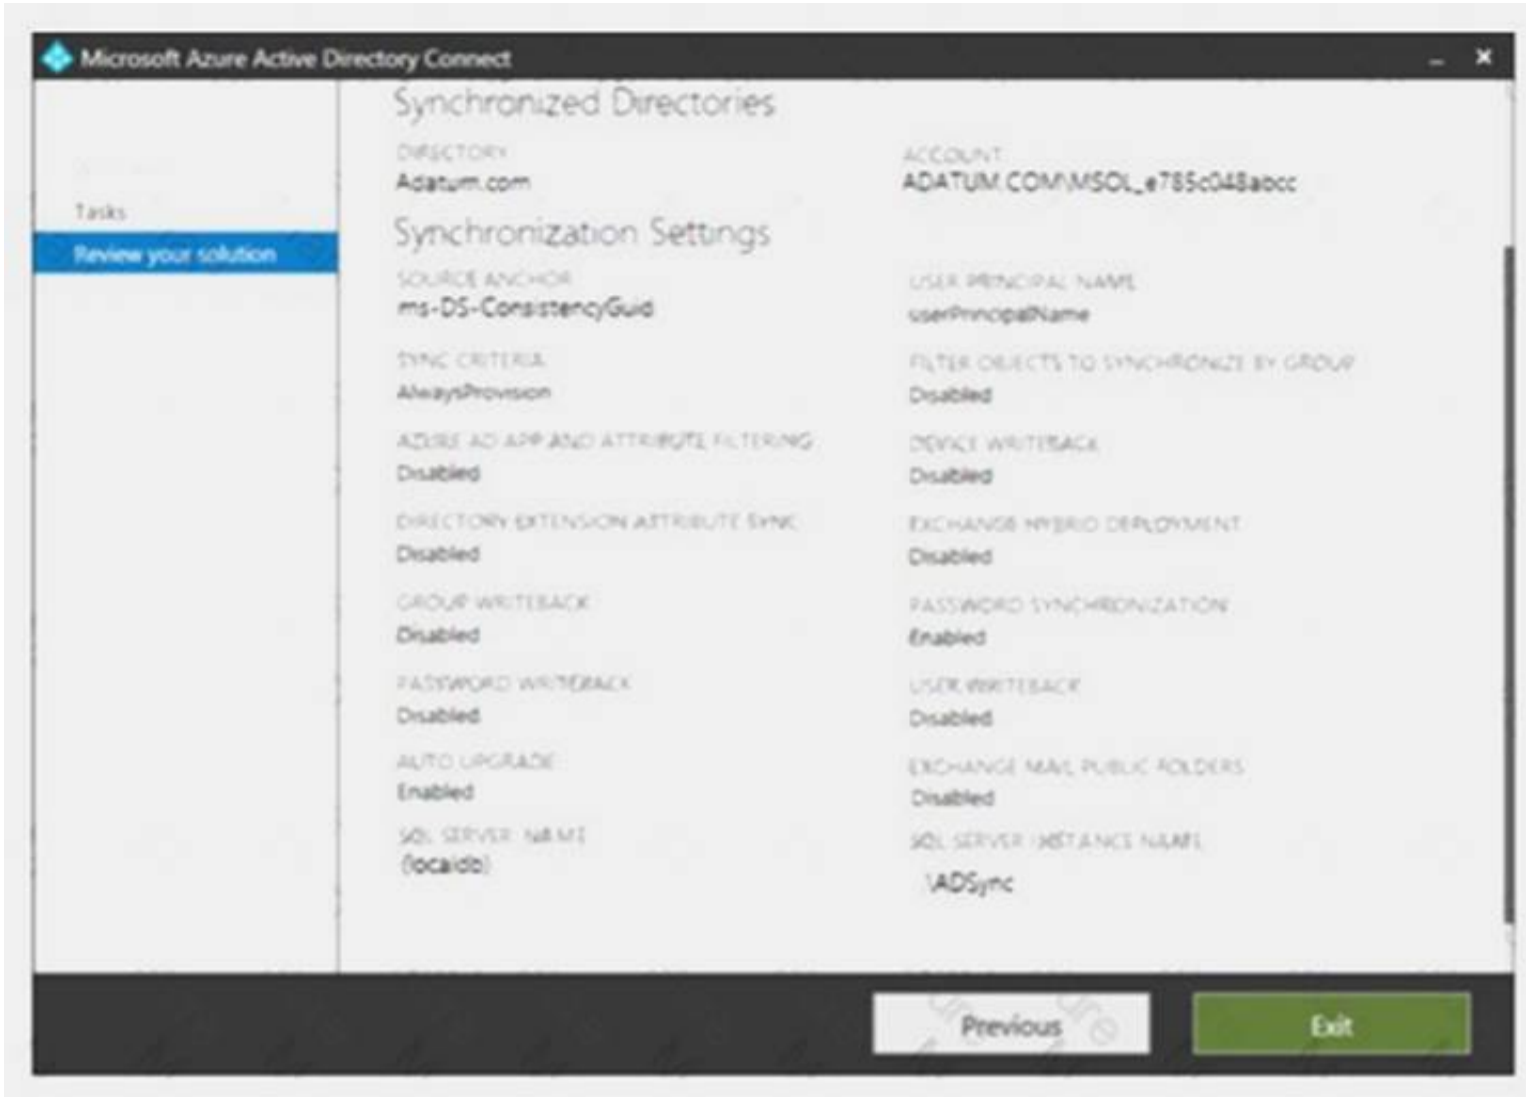 Microsoft Azure Active Directory Connect
Tasks
Review your solution
Synchronized Directories
DIRECTORY
Adatum.com
ACCOUNT
ADATUM.COM\MSOL_e785c048abcc
Synchronization Settings
SOURCE ANCHOR
ms-DS-ConsistencyGuid
USER PRINCIPAL NAME
userPrincipalName
SYNC CRITERIA
AlwaysProvision
FILTER OBJECTS TO SYNCHRONIZE BY GROUP
Disabled
AZURE AD APP AND ATTRIBUTE FILTERING
Disabled
DEVICE WRITEBACK
Disabled
DIRECTORY EXTENSION ATTRIBUTE SYNC
Disabled
EXCHANGE HYBRID DEPLOYMENT
Disabled
GROUP WRITEBACK
Disabled
PASSWORD SYNCHRONIZATION
Enabled
PASSWORD WRITEBACK
Disabled
USER WRITEBACK
Disabled
AUTO UPGRADE
Enabled
EXCHANGE MAIL PUBLIC FOLDERS
Disabled
SQL SERVER NAME
(localdb)
SQL SERVER INSTANCE NAME
.\ADSync
Previous
Exit